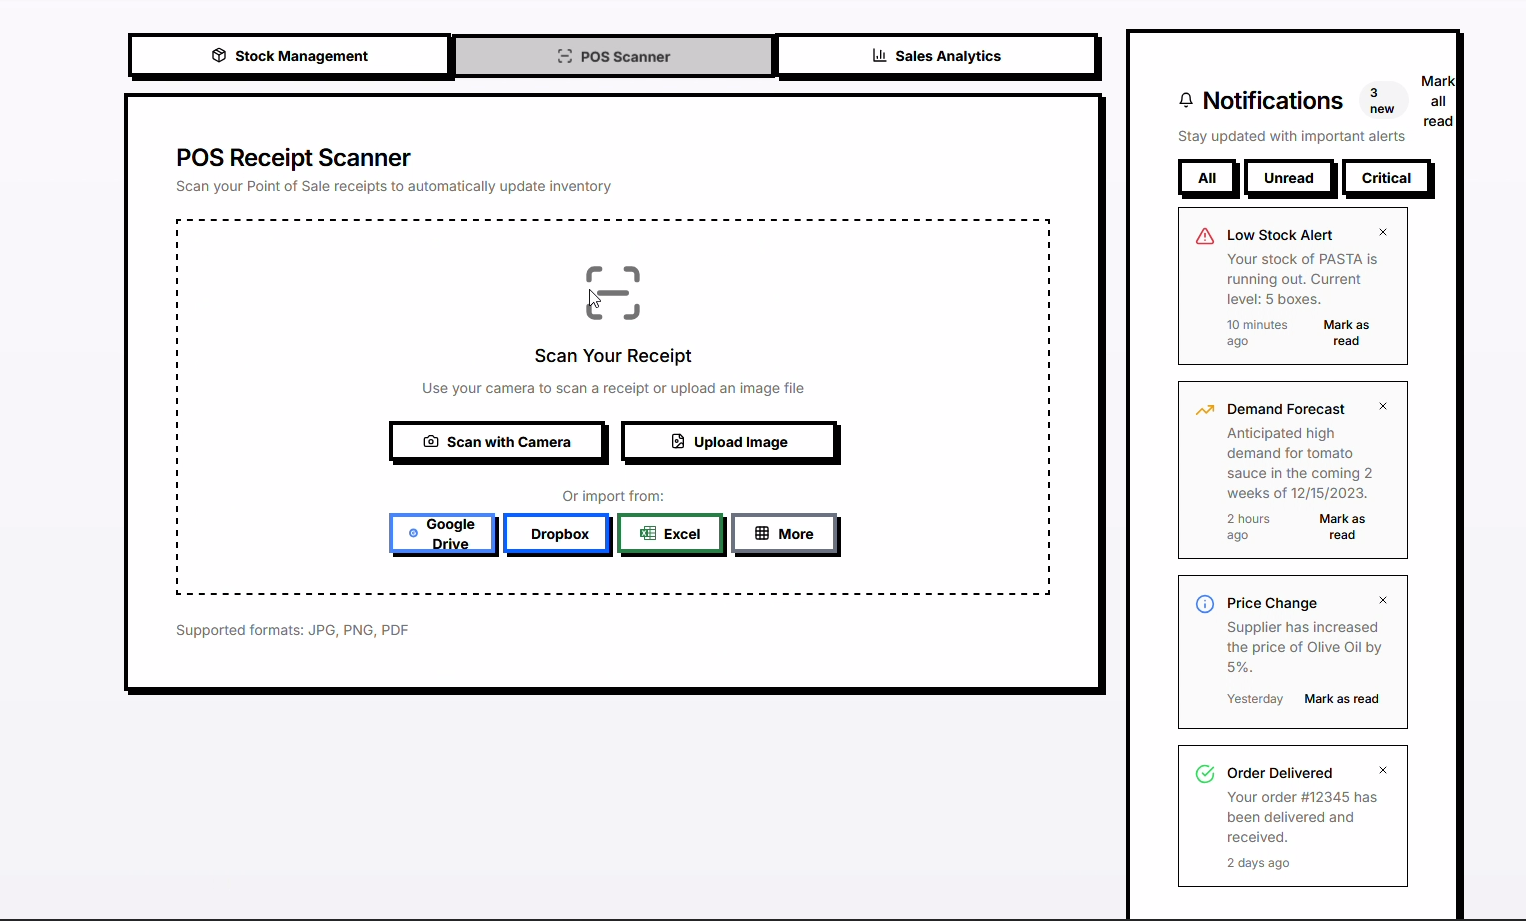 Stock Management
POS Scanner
Sales Analytics
POS Receipt Scanner
Scan your Point of Sale receipts to automatically update inventory
Scan Your Receipt
Use your camera to scan a receipt or upload an image file
Scan with Camera
Upload Image
Or import from:
G
Google
Drive
Dropbox
Excel
More
Supported formats: JPG, PNG, PDF
Notifications
3
new
Mark
all
read
Stay updated with important alerts
All
Unread
Critical
Low Stock Alert
Your stock of PASTA is
running out. Current
level: 5 boxes.
10 minutes
ago
Mark as
read
Demand Forecast
Anticipated high
demand for tomato
sauce in the coming 2
weeks of 12/15/2023.
2 hours
ago
Mark as
read
Price Change
Supplier has increased
the price of Olive Oil by
5%.
Yesterday
Mark as read
Order Delivered
Your order #12345 has
been delivered and
received.
2 days ago